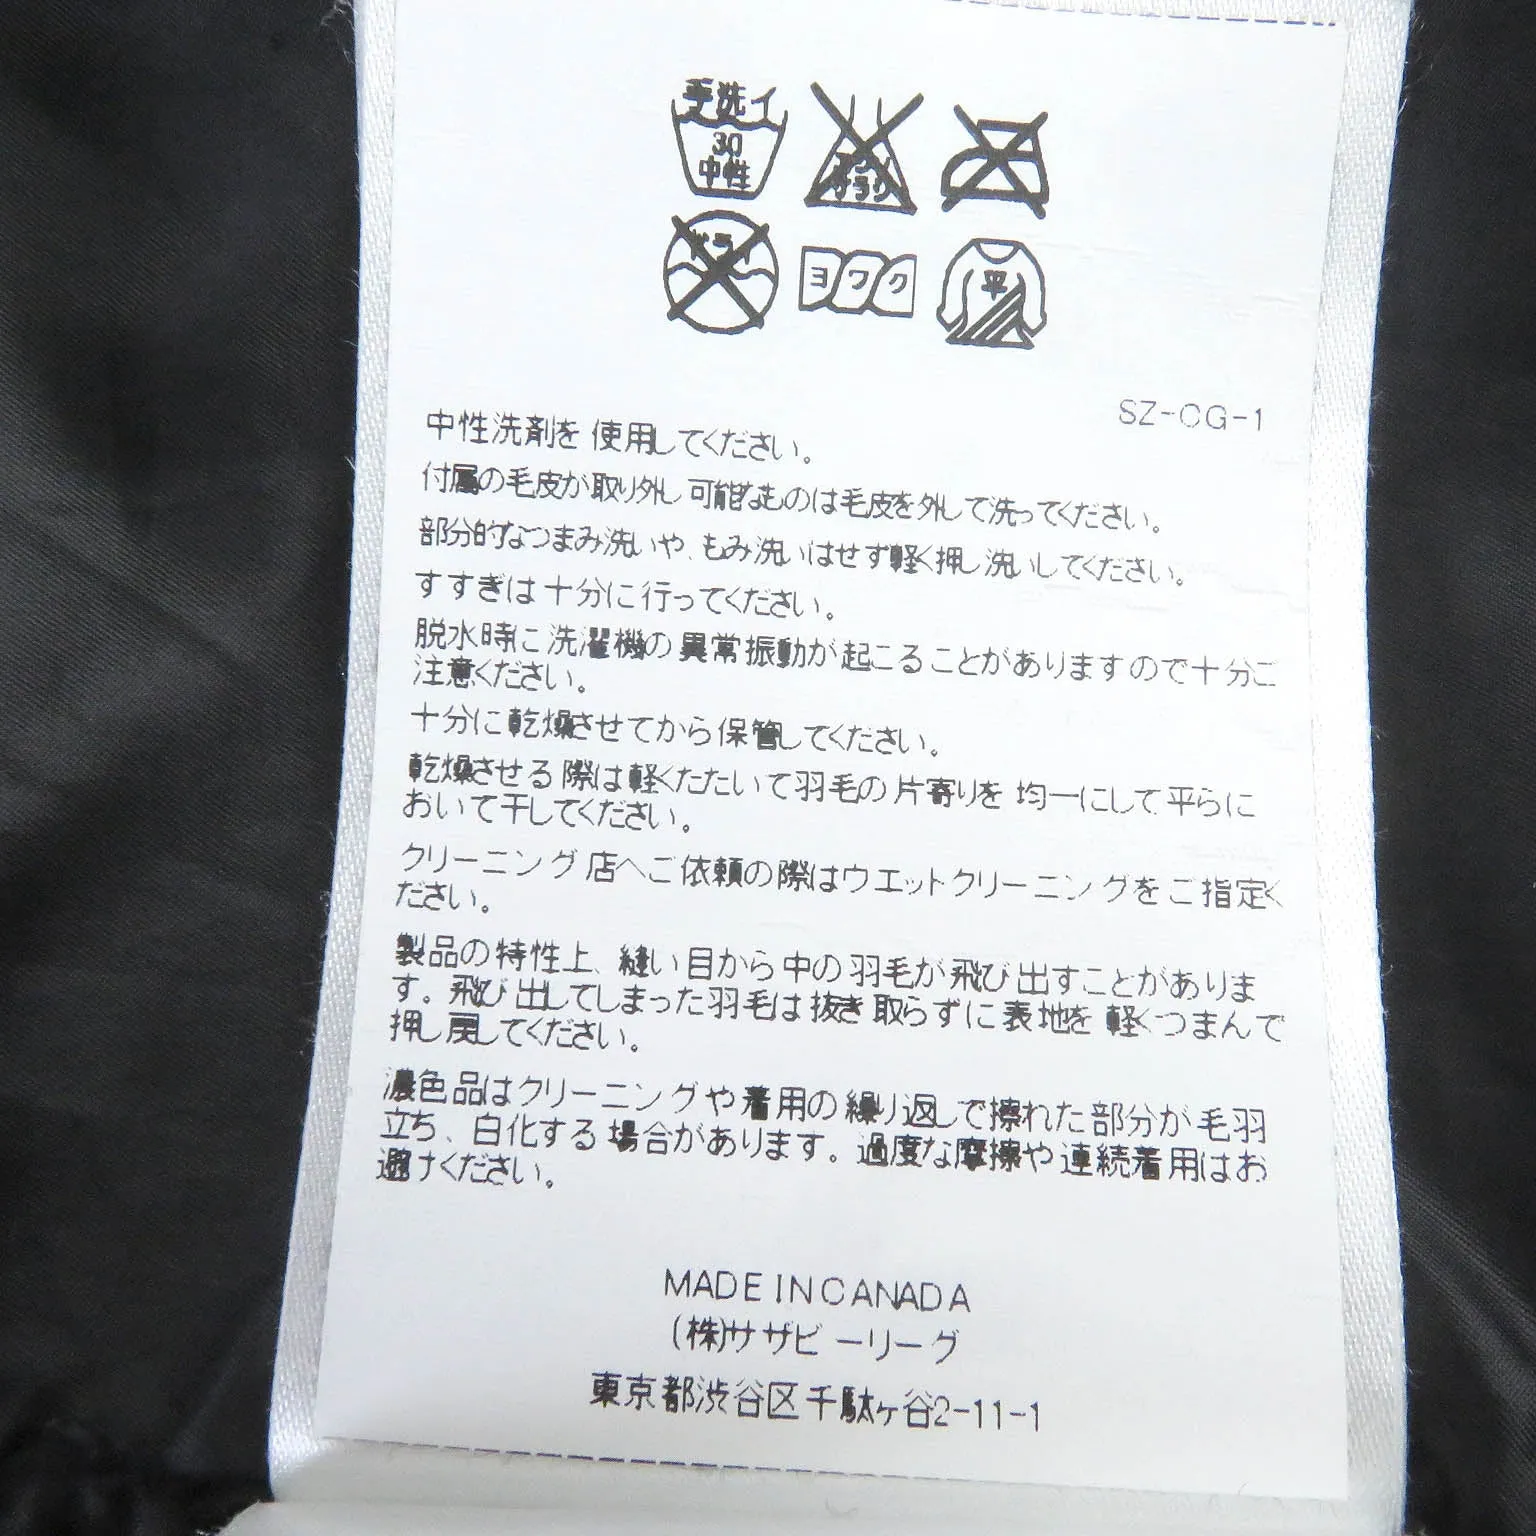 手洗イ
30
中性
エンソ
サラシ
ドライ
ヨワク
平
SZ-CG-1
中性洗剤を使用してください。
付属の毛皮が取り外し可能なものは毛皮を外して洗ってください。
部分的なつまみ洗いや、もみ洗いはせず軽く押し洗いしてください。
すすぎは十分に行ってください。
脱水時に洗濯機の異常振動が起こることがありますので十分ご
注意ください。
十分に乾燥させてから保管してください。
乾燥させる際は軽くたたいて羽毛の片寄りを均一にして平らに
おいて干してください。
クリーニング店へご依頼の際はウエットクリーニングをご指定く
ださい。
製品の特性上、縫い目から中の羽毛が飛び出すことがありま
す。飛び出してしまった羽毛は抜き取らずに表地を軽くつまんで
押し戻してください。
濃色品はクリーニングや着用の繰り返しで擦れた部分が毛羽
立ち、白化する場合があります。過度な摩擦や連続着用はお
避けください。
MADE IN CANADA
(株)サザビーリーグ
東京都渋谷区千駄ヶ谷2-11-1